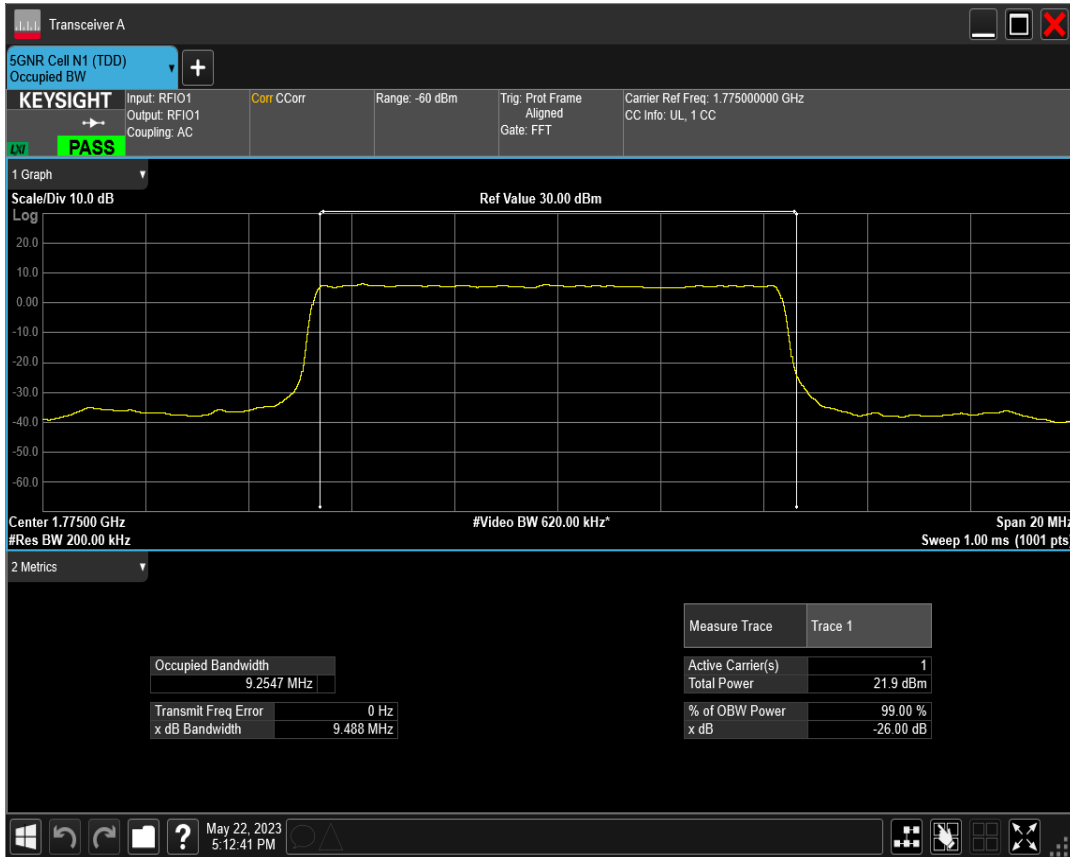 Transceiver A
5GNR Cell N1 (TDD)
Occupied BW
+
KEYSIGHT
LXI
PASS
Input: RFIO1
Output: RFIO1
Coupling: AC
Corr CCorr
Range: -60 dBm
Trig: Prot Frame
Aligned
Gate: FFT
Carrier Ref Freq: 1.775000000 GHz
CC Info: UL, 1 CC
1 Graph
Scale/Div 10.0 dB
Ref Value 30.00 dBm
Log
20.0
10.0
0.00
-10.0
-20.0
-30.0
-40.0
-50.0
-60.0
Center 1.77500 GHz
#Video BW 620.00 kHz*
Span 20 MHz
#Res BW 200.00 kHz
Sweep 1.00 ms (1001 pts)
2 Metrics
Measure Trace Trace 1
Occupied Bandwidth
9.2547 MHz
Active Carrier(s) 1
Total Power 21.9 dBm
Transmit Freq Error 0 Hz
x dB Bandwidth 9.488 MHz
% of OBW Power 99.00 %
x dB -26.00 dB
?
May 22, 2023
5:12:41 PM